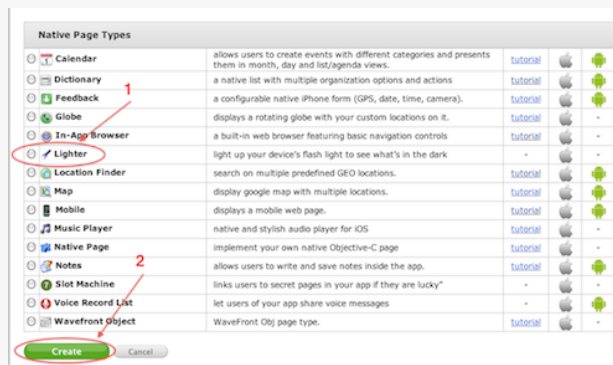 Native Page Types
Calendar allows users to create events with different categories and presents them in month, day and list/agenda views. tutorial
Dictionary a native list with multiple organization options and actions tutorial
1
Feedback a configurable native iPhone form (GPS, date, time, camera). tutorial
Globe displays a rotating globe with your custom locations on it. tutorial -
In-App Browser a built-in web browser featuring basic navigation controls tutorial -
Lighter light up your device's flash light to see what's in the dark - -
Location Finder search on multiple predefined GEO locations. tutorial
Map display google map with multiple locations. tutorial
Mobile displays a mobile web page. tutorial
Music Player native and stylish audio player for iOS tutorial -
Native Page implement your own native Objective-C page tutorial -
2
Notes allows users to write and save notes inside the app. tutorial
Slot Machine links users to secret pages in your app if they are lucky" - -
Voice Record List let users of your app share voice messages -
Wavefront Object WaveFront Obj page type. tutorial -
Create Cancel